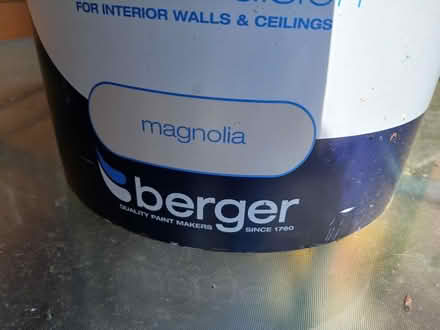 FOR INTERIOR WALLS & CEILINGS
magnolia
berger
QUALITY PAINT MAKERS SINCE 1760